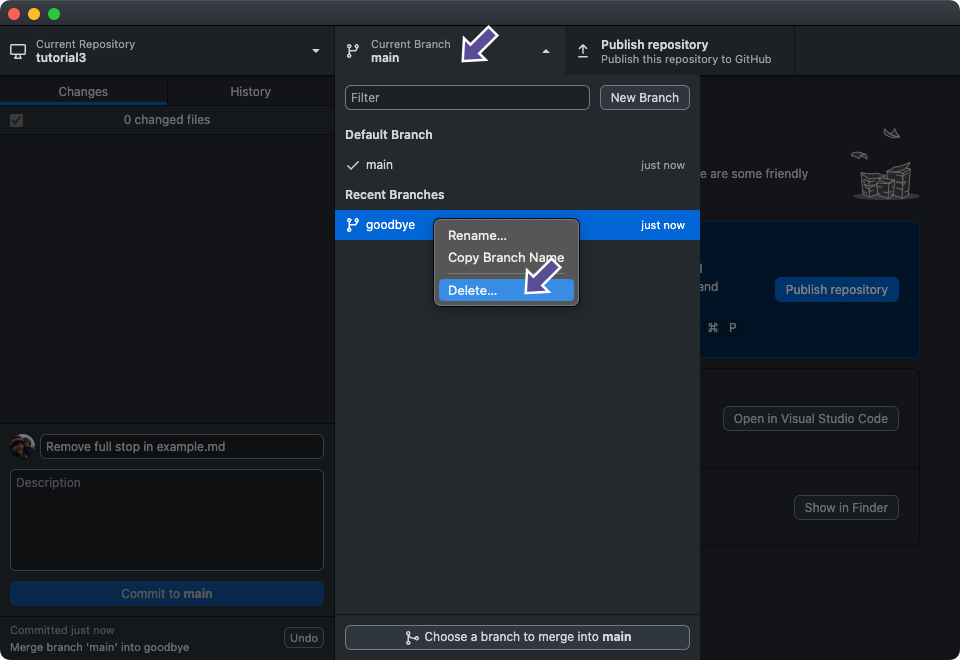 Current Repository
tutorial3
Current Branch
main
Publish repository
Publish this repository to GitHub
Changes
History
0 changed files
Filter
New Branch
Default Branch
main
just now
Recent Branches
goodbye
just now
Rename...
Copy Branch Name
Delete...
e are some friendly
and
Publish repository
⌘ P
Open in Visual Studio Code
Show in Finder
Remove full stop in example.md
Description
Commit to main
Committed just now
Merge branch 'main' into goodbye
Undo
Choose a branch to merge into main